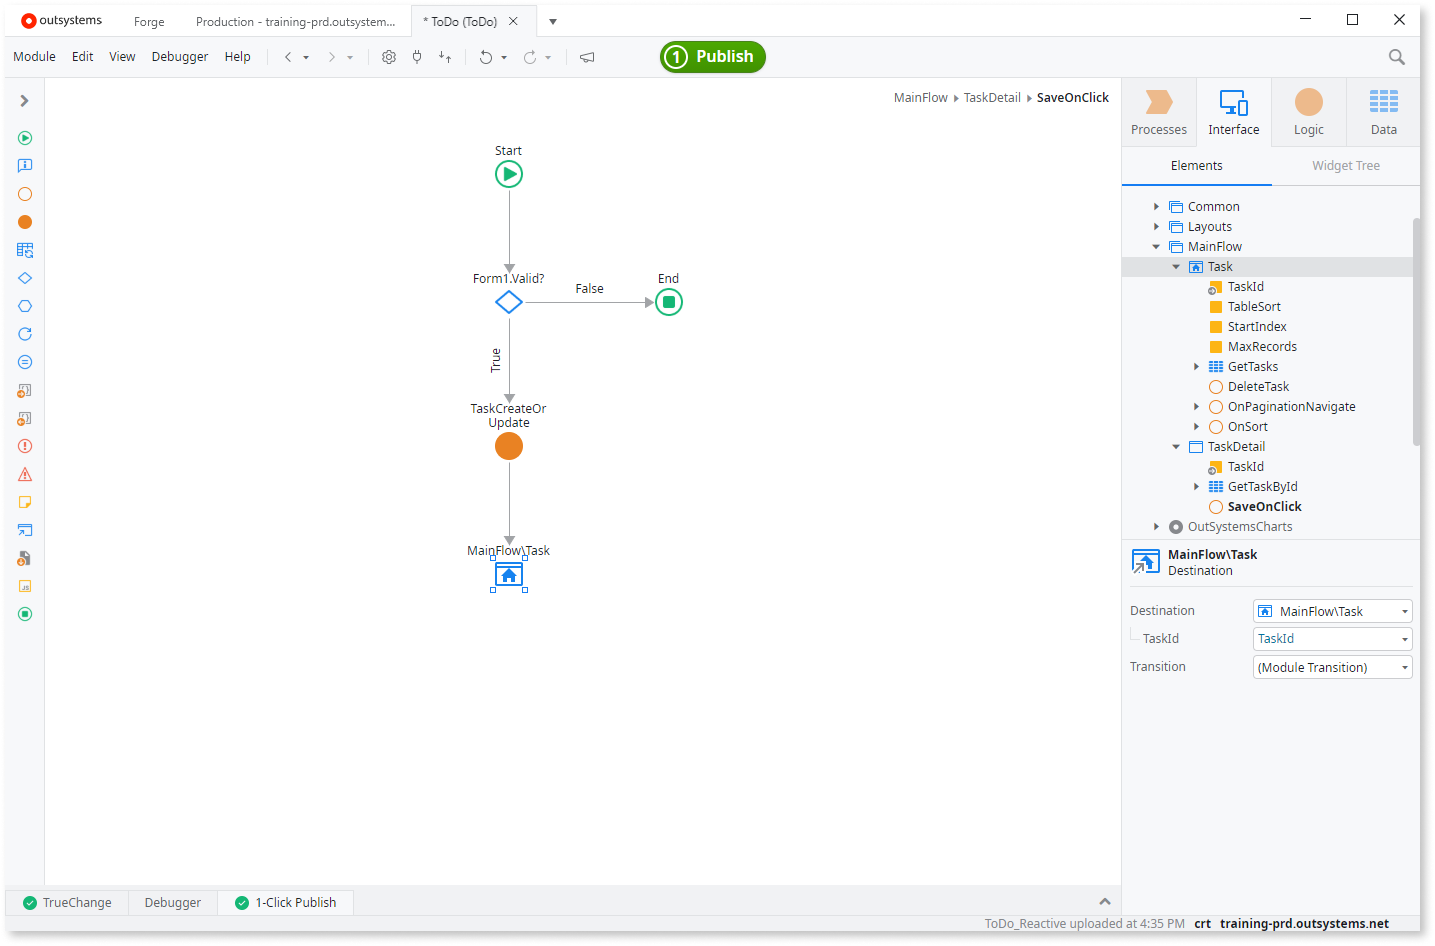 outsystems
Forge
Production - training-prd.outsystem...
* ToDo (ToDo)
Module
Edit
View
Debugger
Help
1 Publish
MainFlow
TaskDetail
SaveOnClick
Start
Form1.Valid?
False
End
True
TaskCreateOr
Update
MainFlow\Task
Processes
Interface
Logic
Data
Elements
Widget Tree
Common
Layouts
MainFlow
Task
TaskId
TableSort
StartIndex
MaxRecords
GetTasks
DeleteTask
OnPaginationNavigate
OnSort
TaskDetail
TaskId
GetTaskById
SaveOnClick
OutSystemsCharts
MainFlow\Task
Destination
Destination
MainFlow\Task
TaskId
TaskId
Transition
(Module Transition)
JS
TrueChange
Debugger
1-Click Publish
ToDo_Reactive uploaded at 4:35 PM
crt
training-prd.outsystems.net